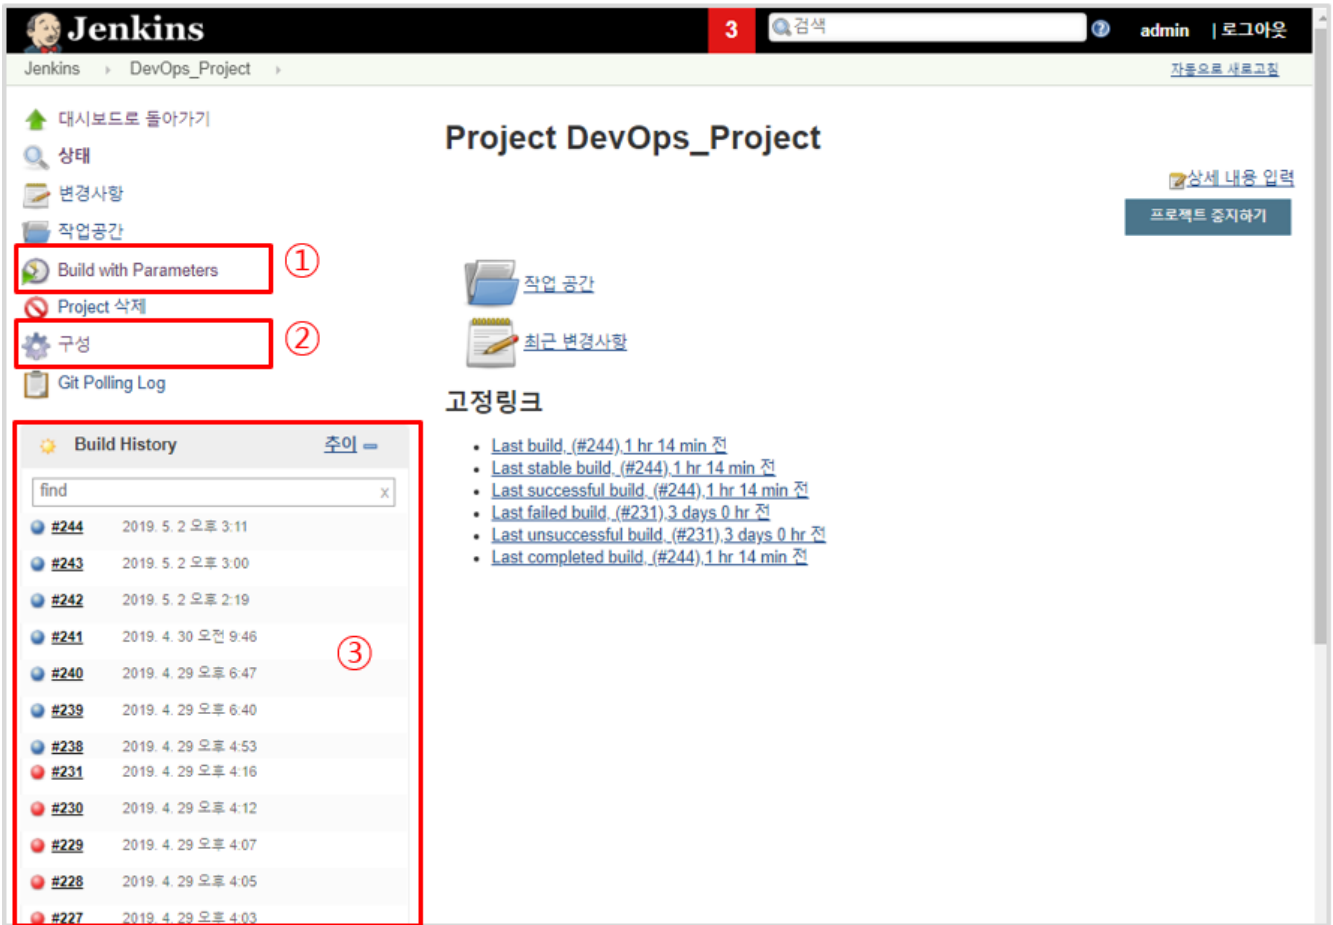 Jenkins
3
검색
admin
| 로그아웃
Jenkins
DevOps_Project
자동으로 새로고침
대시보드로 돌아가기
상태
변경사항
작업공간
Build with Parameters
①
Project 삭제
구성
②
Git Polling Log
Build History
추이
find
x
#244 2019. 5. 2 오후 3:11
#243 2019. 5. 2 오후 3:00
#242 2019. 5. 2 오후 2:19
#241 2019. 4. 30 오전 9:46
③
#240 2019. 4. 29 오후 6:47
#239 2019. 4. 29 오후 6:40
#238 2019. 4. 29 오후 4:53
#231 2019. 4. 29 오후 4:16
#230 2019. 4. 29 오후 4:12
#229 2019. 4. 29 오후 4:07
#228 2019. 4. 29 오후 4:05
#227 2019. 4. 29 오후 4:03
Project DevOps_Project
상세 내용 입력
프로젝트 중지하기
작업 공간
최근 변경사항
고정링크
Last build, (#244),1 hr 14 min 전
Last stable build, (#244),1 hr 14 min 전
Last successful build, (#244),1 hr 14 min 전
Last failed build, (#231),3 days 0 hr 전
Last unsuccessful build, (#231),3 days 0 hr 전
Last completed build, (#244),1 hr 14 min 전